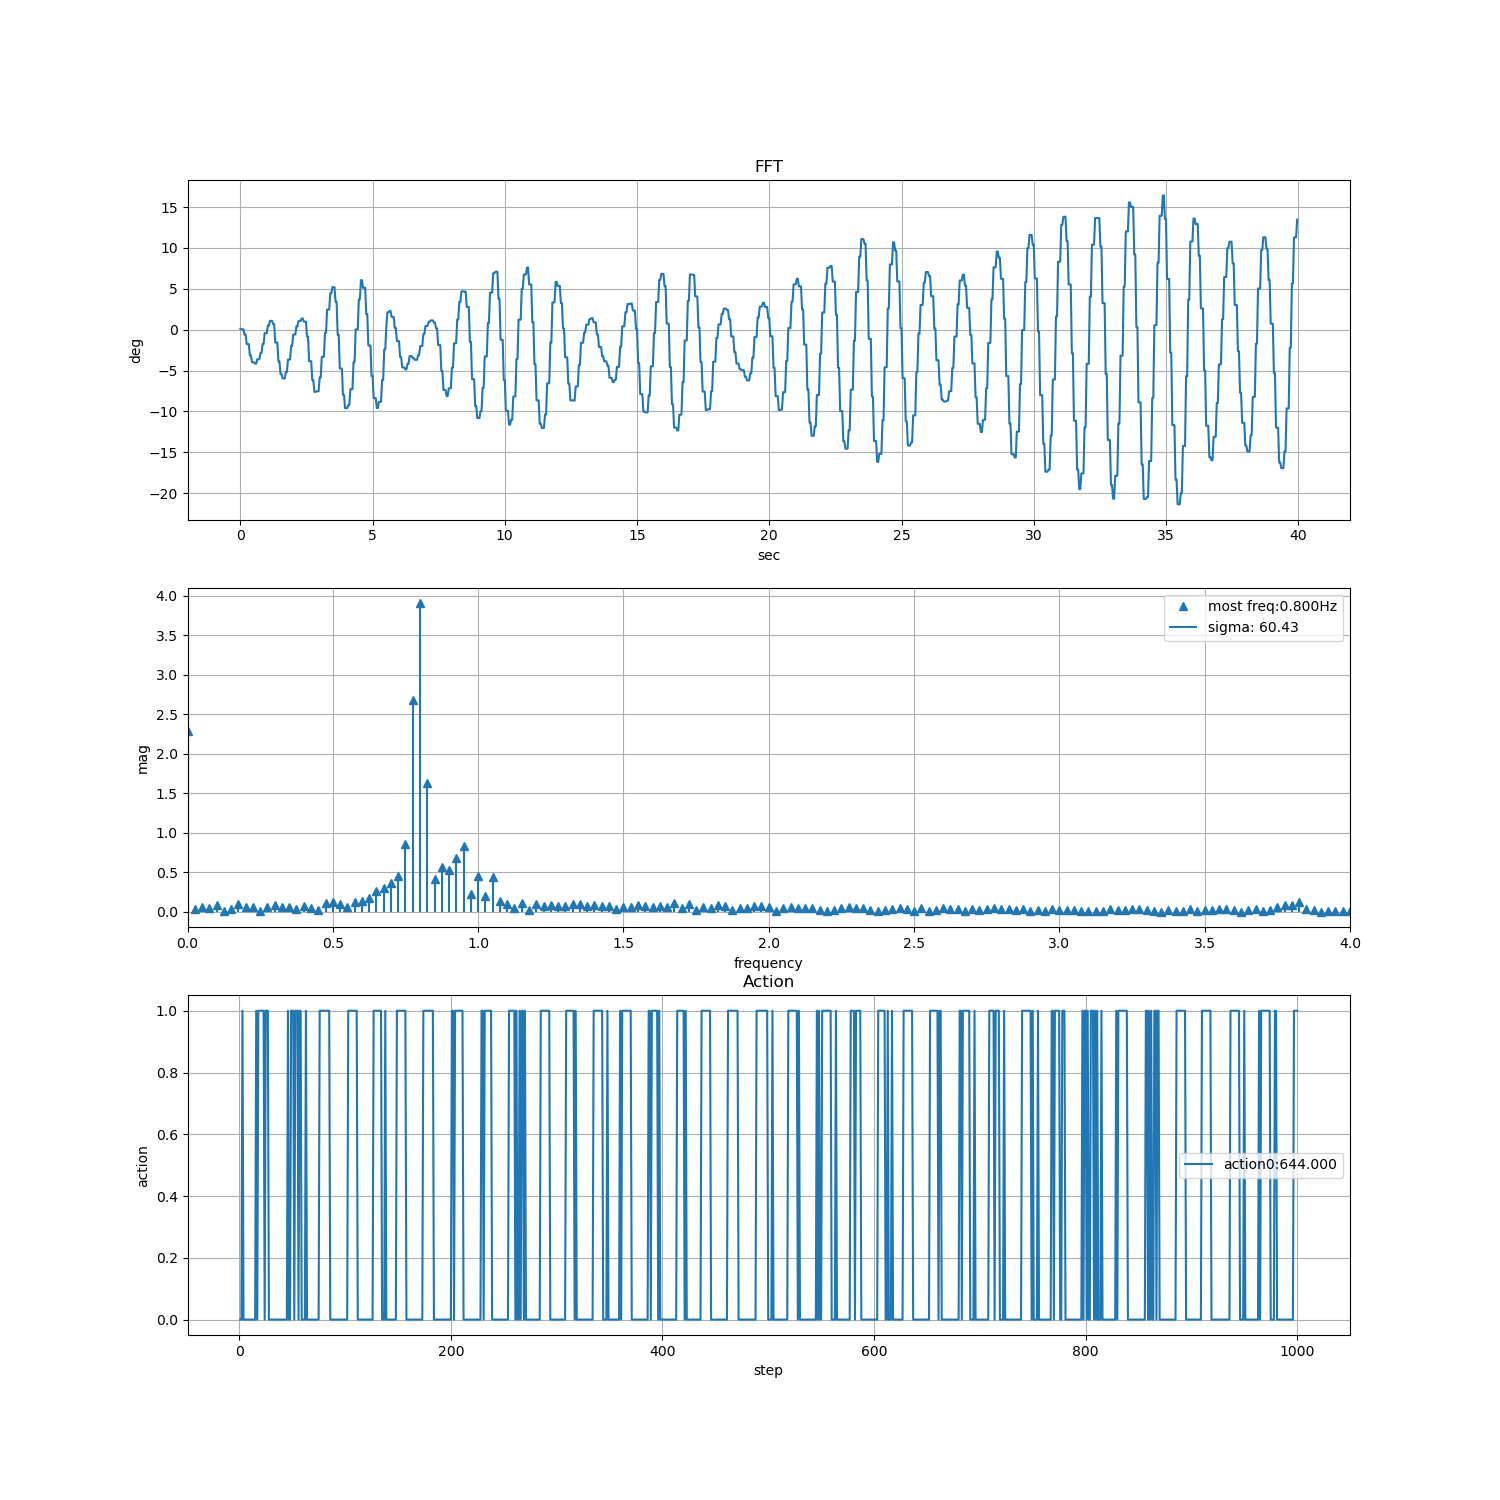 FFT
15
10
5
0
−5
−10
−15
−20
deg
0 5 10 15 20 25 30 35 40
sec
4.0
3.5
3.0
2.5
2.0
1.5
1.0
0.5
0.0
mag
most freq:0.800Hz
sigma: 60.43
0.0 0.5 1.0 1.5 2.0 2.5 3.0 3.5 4.0
frequency
Action
1.0
0.8
0.6
0.4
0.2
0.0
action
action0:644.000
0 200 400 600 800 1000
step